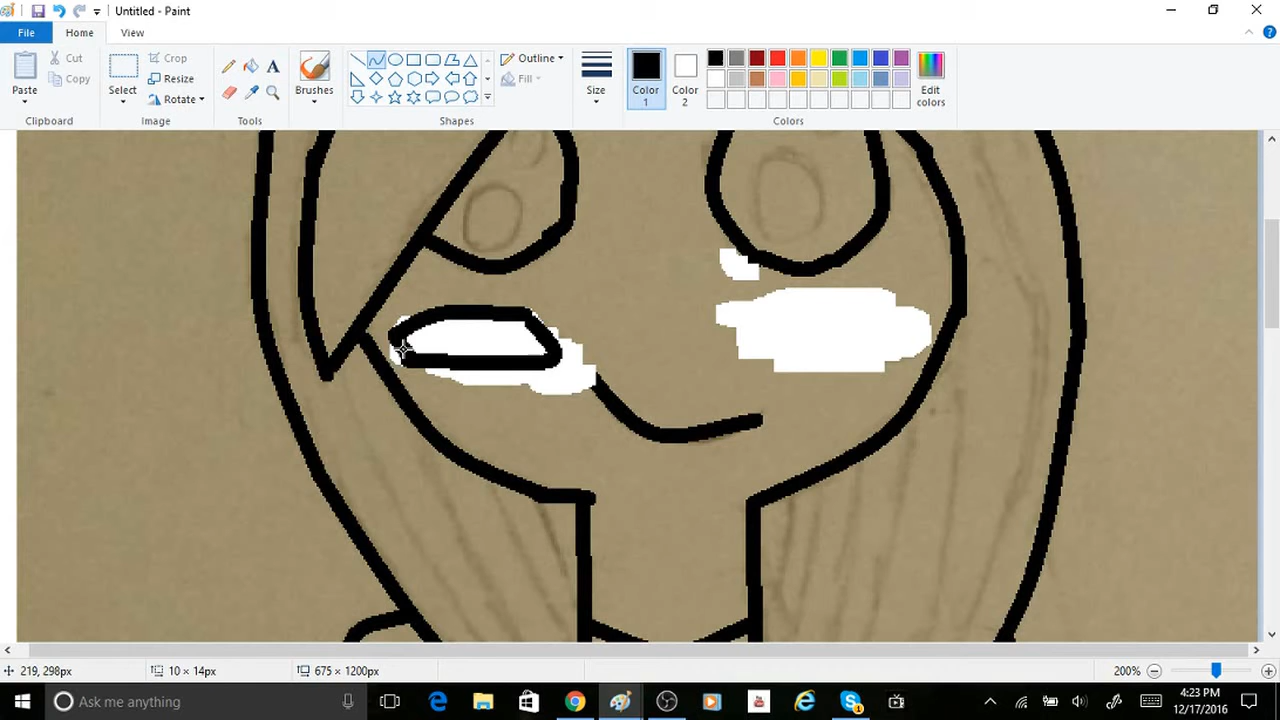 Untitled - Paint
File
Home
View
Paste
Cut
Copy
Clipboard
Select
Crop
Resize
Rotate
Image
A
Tools
Brushes
Shapes
Outline
Fill
Size
Color 1
Color 2
Edit colors
Colors
219, 298px
10 × 14px
675 × 1200px
200%
Ask me anything
4:23 PM
12/17/2016